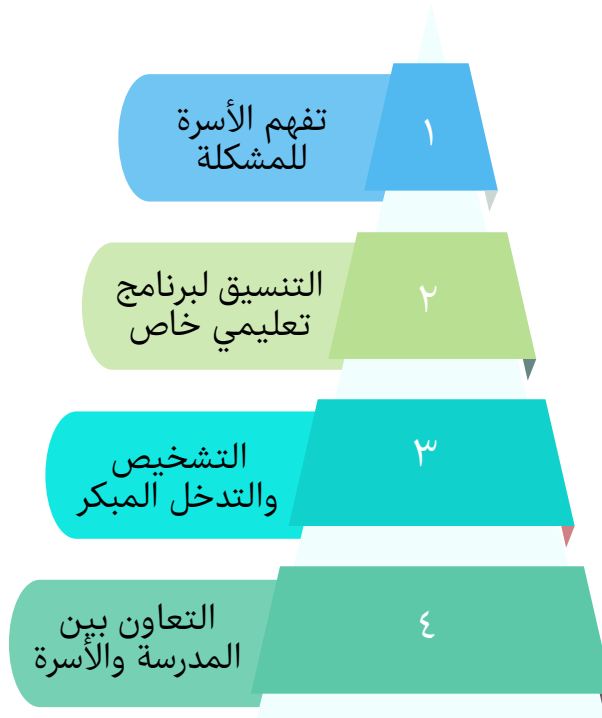 ١
تفهم الأسرة
للمشكلة
٢
التنسيق لبرنامج
تعليمي خاص
٣
التشخيص
والتدخل المبكر
٤
التعاون بين
المدرسة والأسرة